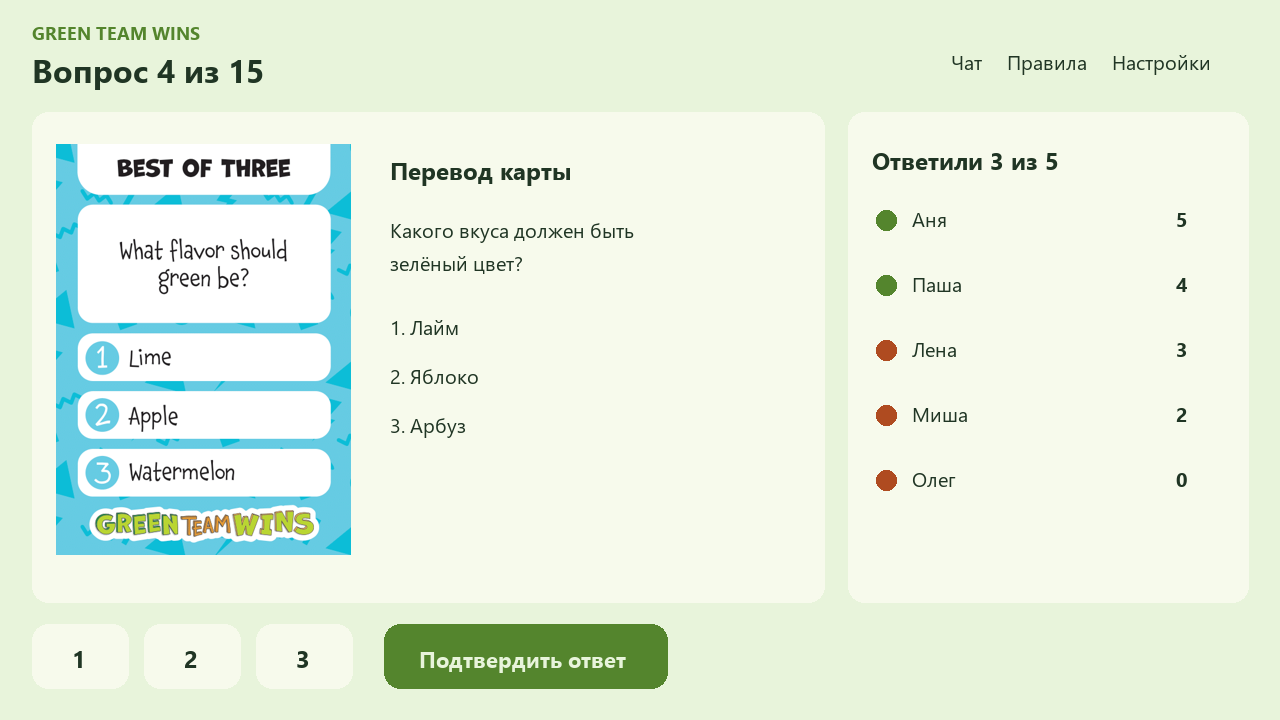 GREEN TEAM WINS
Вопрос 4 из 15
Чат Правила Настройки
BEST OF THREE
What flavor should
green be?
1 Lime
2 Apple
3 Watermelon
GREEN TEAM WINS
Перевод карты
Какого вкуса должен быть
зелёный цвет?
1. Лайм
2. Яблоко
3. Арбуз
Ответили 3 из 5
Аня 5
Паша 4
Лена 3
Миша 2
Олег 0
1 2 3 Подтвердить ответ